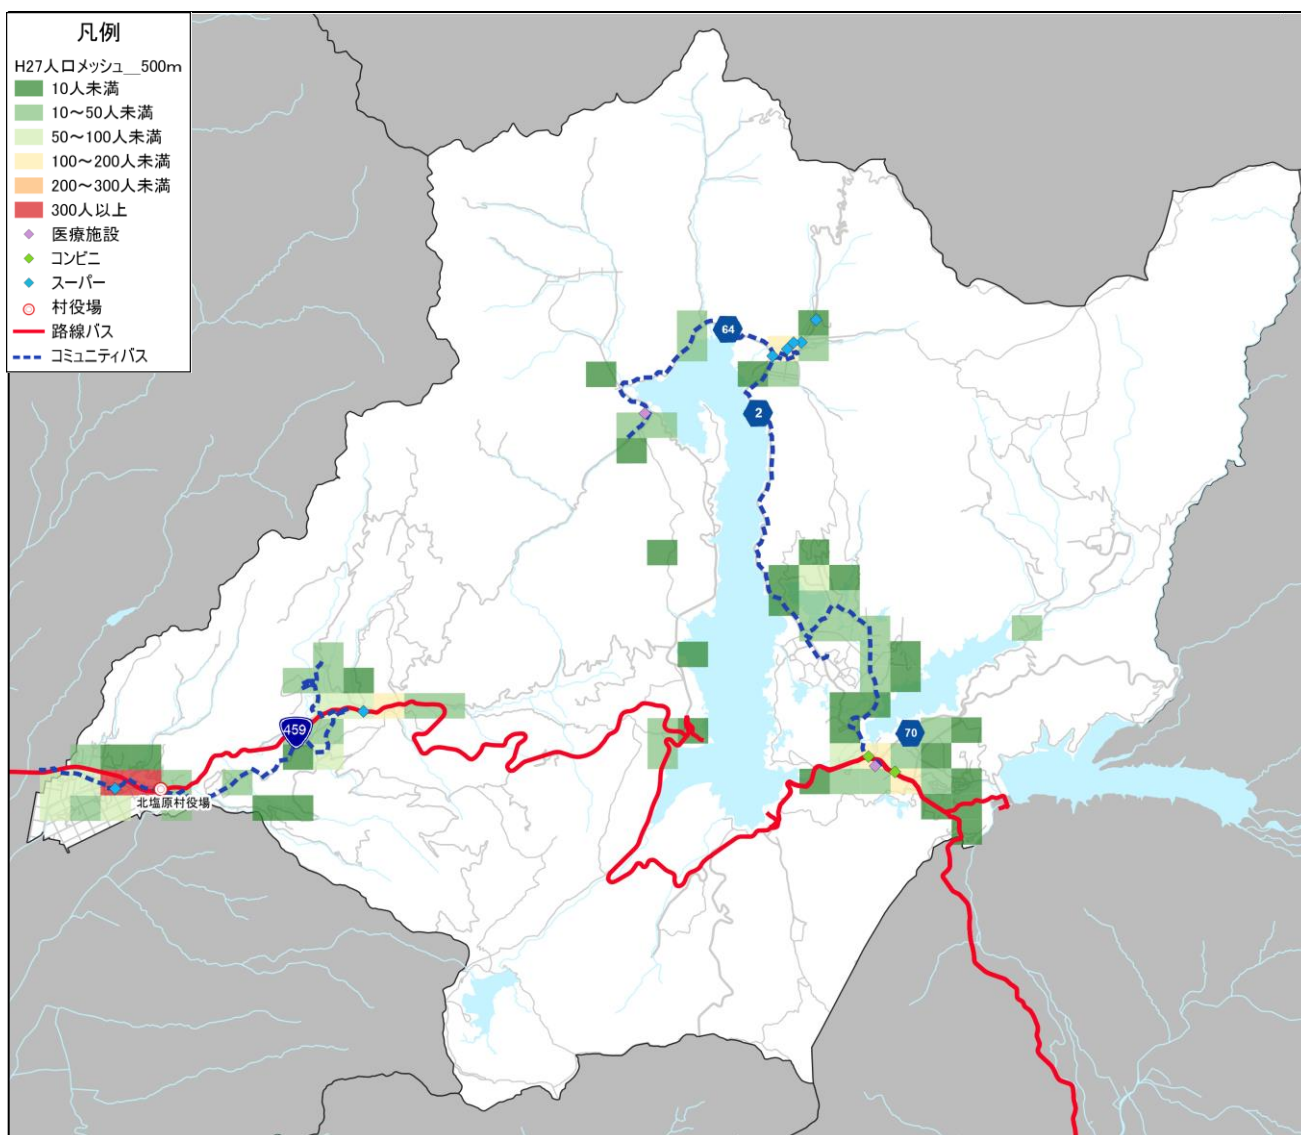 凡例
H27人口メッシュ__500m
10人未満
10～50人未満
50～100人未満
100～200人未満
200～300人未満
300人以上
医療施設
コンビニ
スーパー
村役場
路線バス
コミュニティバス
64
2
459
70
北塩原村役場